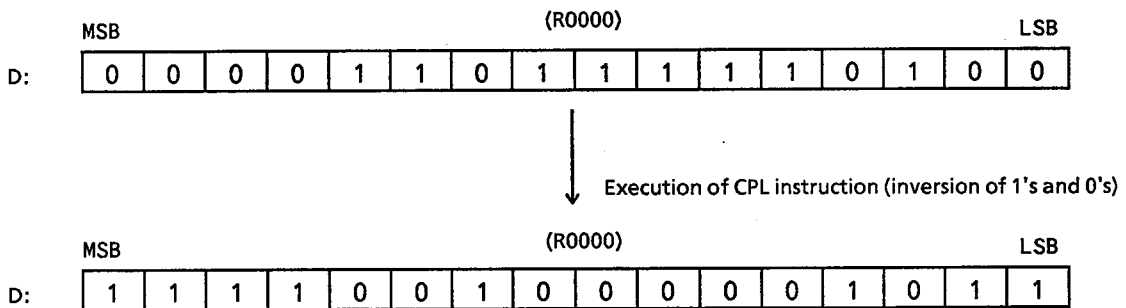 (R0000)
MSB LSB
D: 0 0 0 0 1 1 0 1 1 1 1 1 0 1 0 0
Execution of CPL instruction (inversion of 1's and 0's)
(R0000)
MSB LSB
D: 1 1 1 1 0 0 1 0 0 0 0 0 1 0 1 1